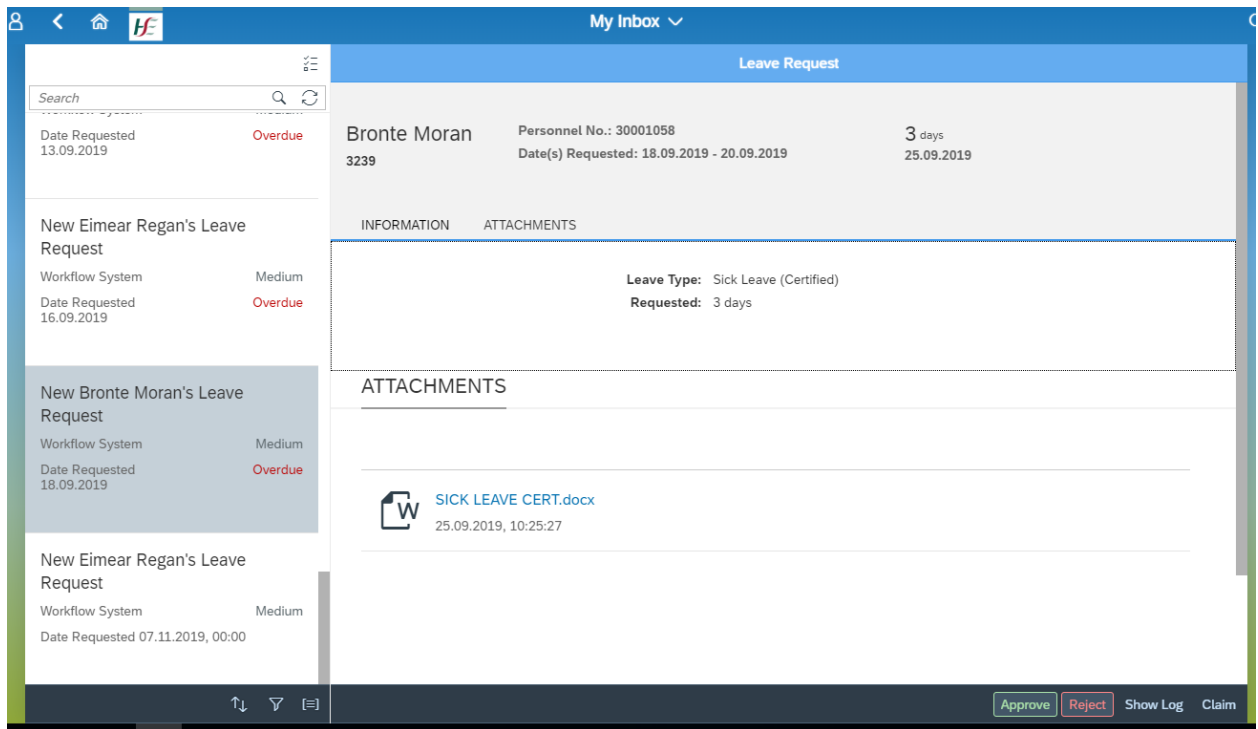 My Inbox
Leave Request
Search
Date Requested Overdue
13.09.2019
New Eimear Regan's Leave
Request
Workflow System Medium
Date Requested Overdue
16.09.2019
New Bronte Moran's Leave
Request
Workflow System Medium
Date Requested Overdue
18.09.2019
New Eimear Regan's Leave
Request
Workflow System Medium
Date Requested 07.11.2019, 00:00
Bronte Moran
3239
Personnel No.: 30001058
Date(s) Requested: 18.09.2019 - 20.09.2019
3 days
25.09.2019
INFORMATION ATTACHMENTS
Leave Type: Sick Leave (Certified)
Requested: 3 days
ATTACHMENTS
W
SICK LEAVE CERT.docx
25.09.2019, 10:25:27
Approve Reject Show Log Claim